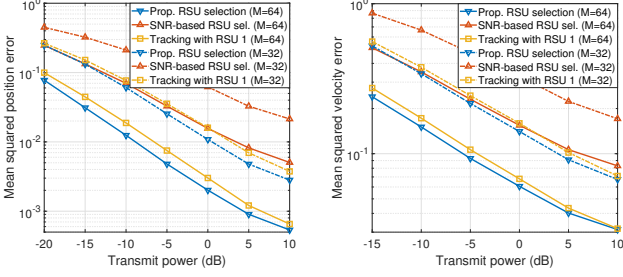 Prop. RSU selection (M=64)
SNR-based RSU sel. (M=64)
Tracking with RSU 1 (M=64)
Prop. RSU selection (M=32)
SNR-based RSU sel. (M=32)
Tracking with RSU 1 (M=32)
Mean squared position error
10^0
10^-1
10^-2
10^-3
-20 -15 -10 -5 0 5 10
Transmit power (dB)
Prop. RSU selection (M=64)
SNR-based RSU sel. (M=64)
Tracking with RSU 1 (M=64)
Prop. RSU selection (M=32)
SNR-based RSU sel. (M=32)
Tracking with RSU 1 (M=32)
Mean squared velocity error
10^0
10^-1
-15 -10 -5 0 5 10
Transmit power (dB)